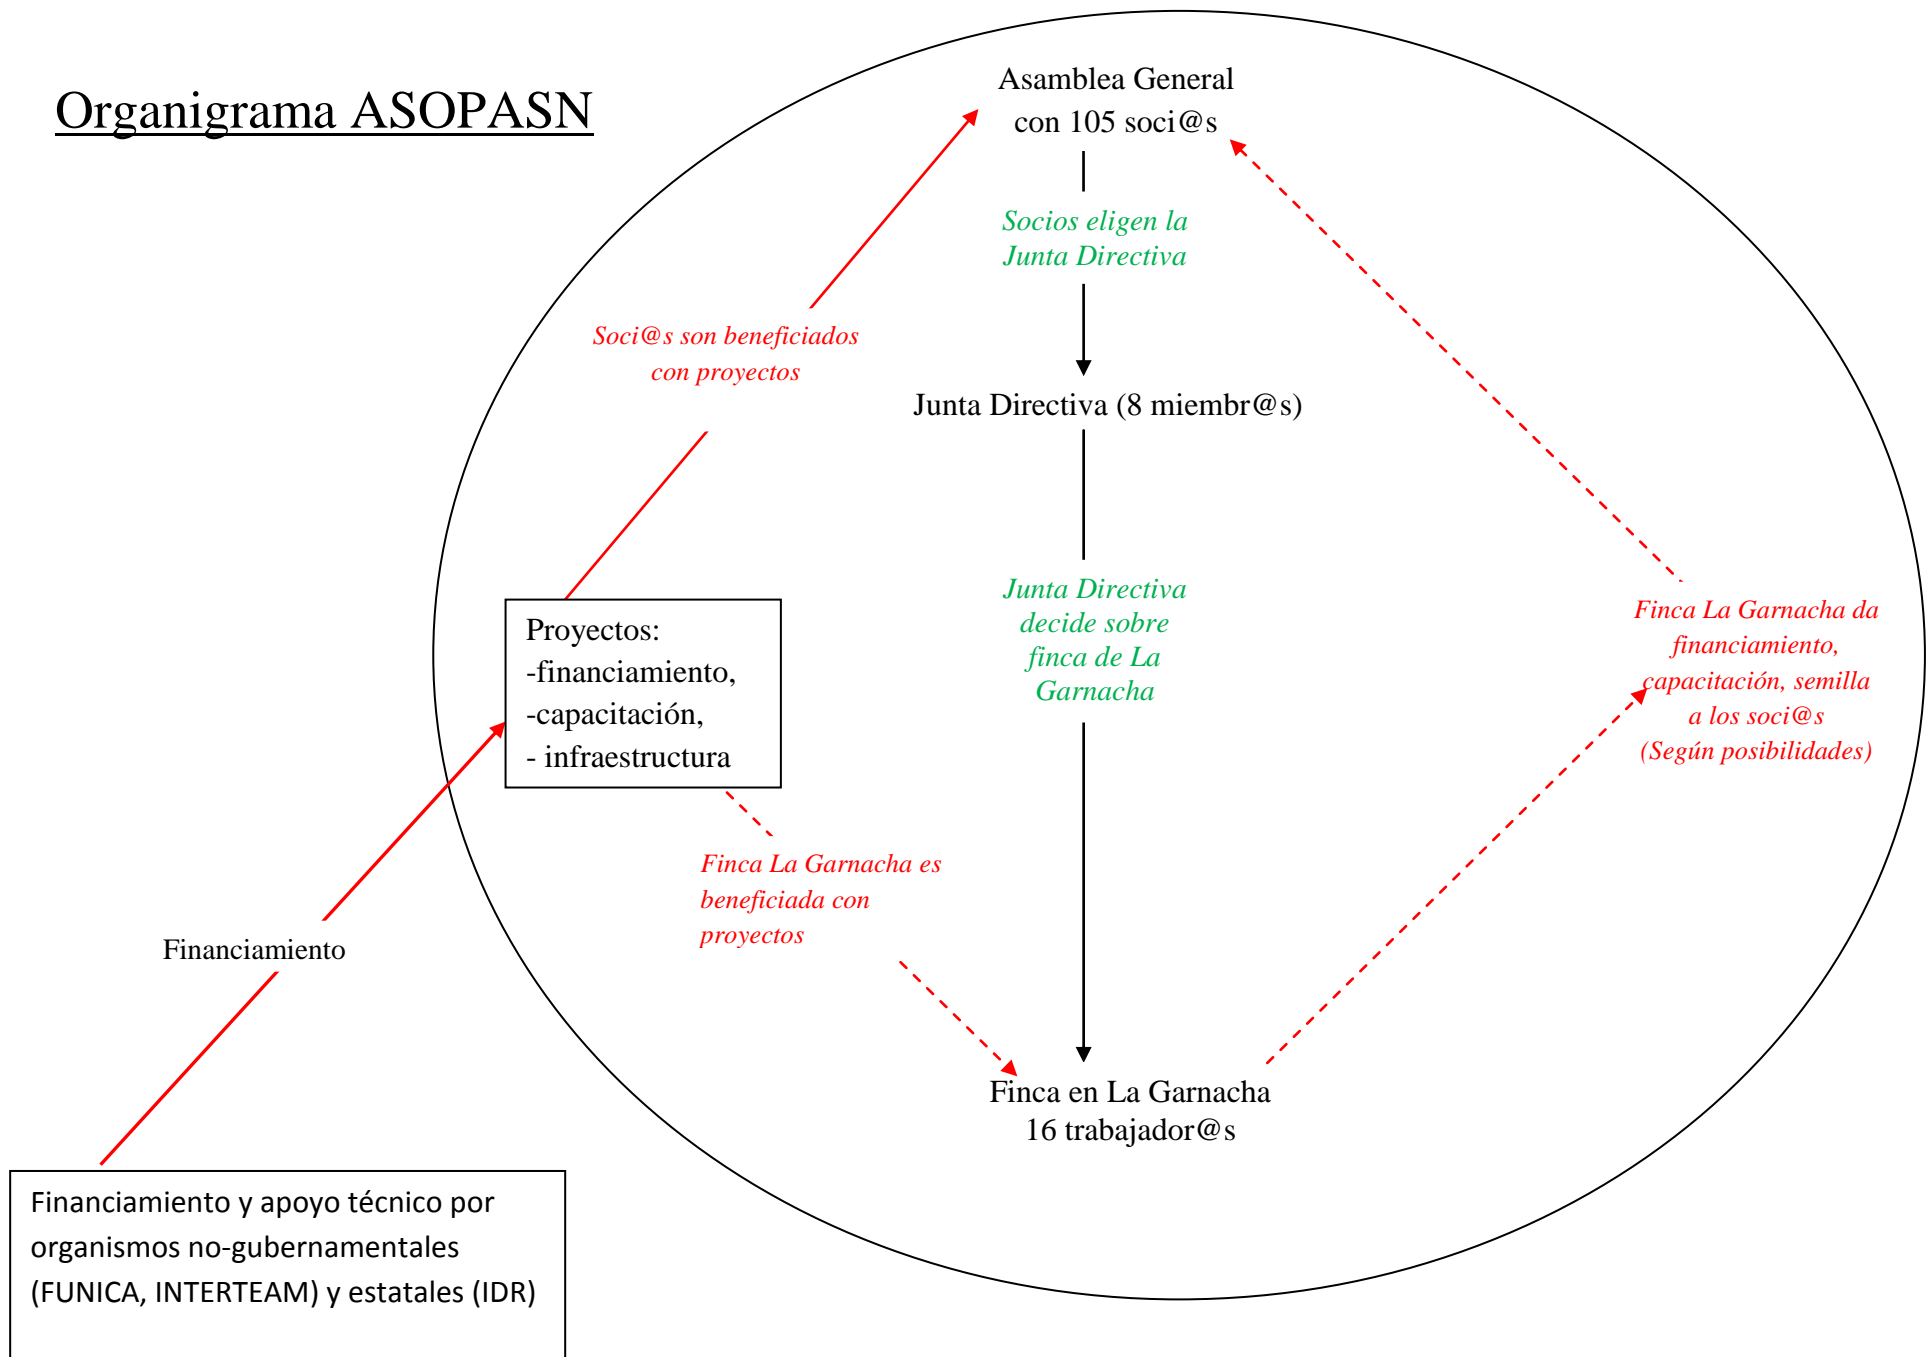 Organigrama ASOPASN
Asamblea General
con 105 soci@s
Socios eligen la
Junta Directiva
Soci@s son beneficiados
con proyectos
Junta Directiva (8 miembr@s)
Junta Directiva
decide sobre
finca de La
Garnacha
Finca La Garnacha da
financiamiento,
capacitación, semilla
a los soci@s
(Según posibilidades)
Proyectos:
-financiamiento,
-capacitación,
- infraestructura
Finca La Garnacha es
beneficiada con
proyectos
Financiamiento
Finca en La Garnacha
16 trabajador@s
Financiamiento y apoyo técnico por
organismos no-gubernamentales
(FUNICA, INTERTEAM) y estatales (IDR)